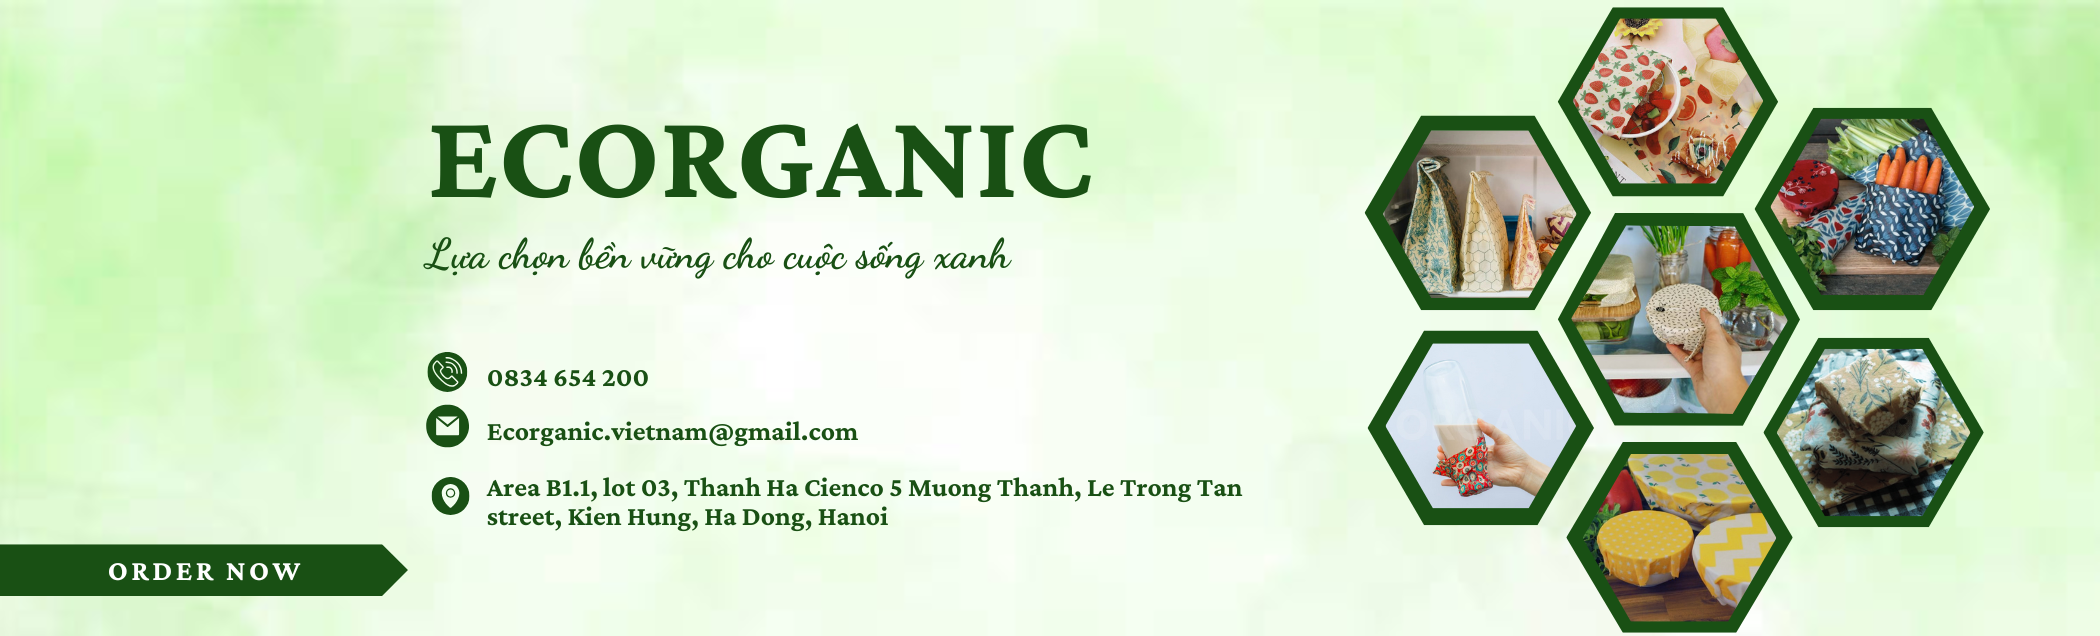 ECORGANIC
Lựa chọn bền vững cho cuộc sống xanh
0834 654 200
Ecorganic.vietnam@gmail.com
Area B1.1, lot 03, Thanh Ha Cienco 5 Muong Thanh, Le Trong Tan
street, Kien Hung, Ha Dong, Hanoi
ORDER NOW